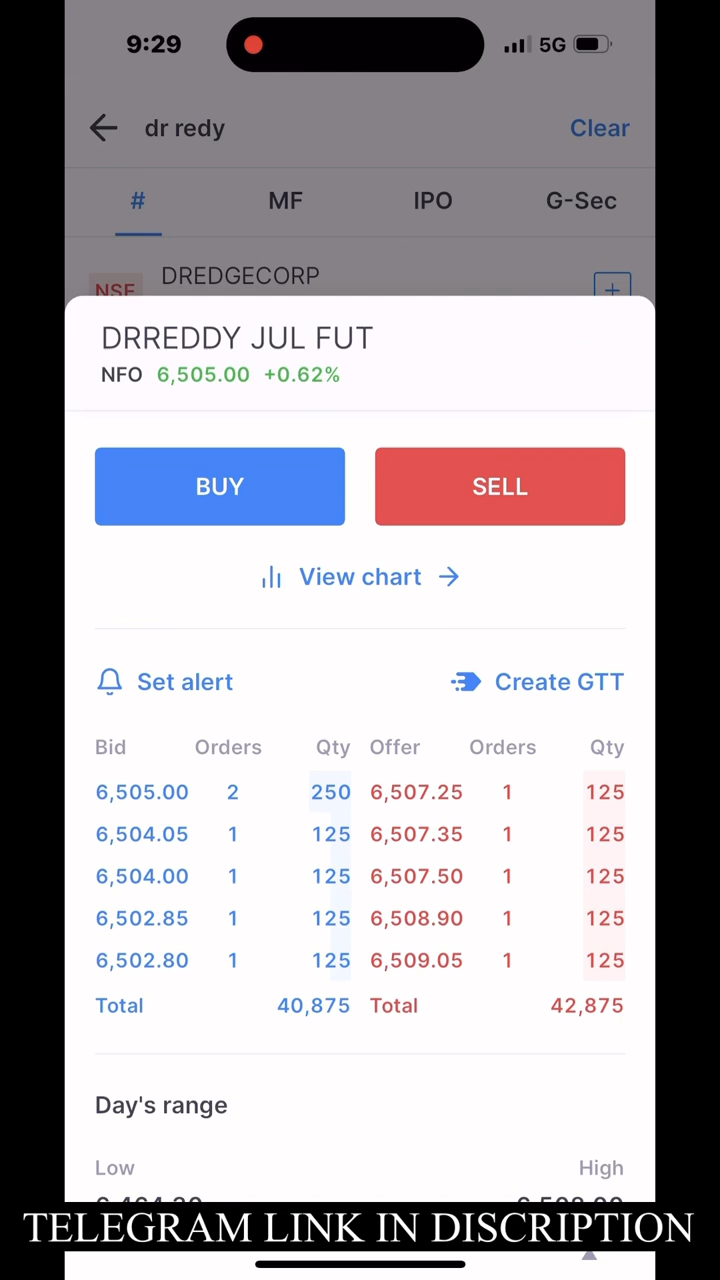 9:29 5G
dr redy Clear
# MF IPO G-Sec
DREDGECORP
NSE
DRREDDY JUL FUT
NFO 6,505.00 +0.62%
BUY SELL
View chart
Set alert Create GTT
Bid Orders Qty Offer Orders Qty
6,505.00 2 250 6,507.25 1 125
6,504.05 1 125 6,507.35 1 125
6,504.00 1 125 6,507.50 1 125
6,502.85 1 125 6,508.90 1 125
6,502.80 1 125 6,509.05 1 125
Total 40,875 Total 42,875
Day's range
Low High
TELEGRAM LINK IN DISCRIPTION